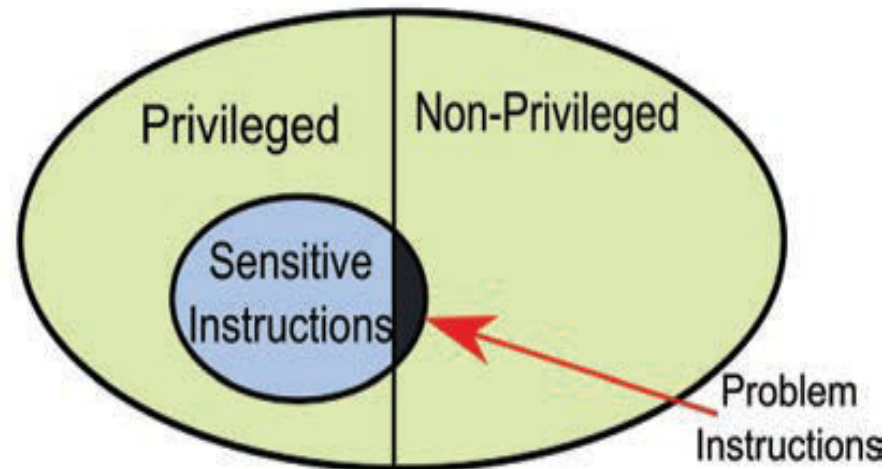 Privileged
Non-Privileged
Sensitive
Instructions
Problem
Instructions